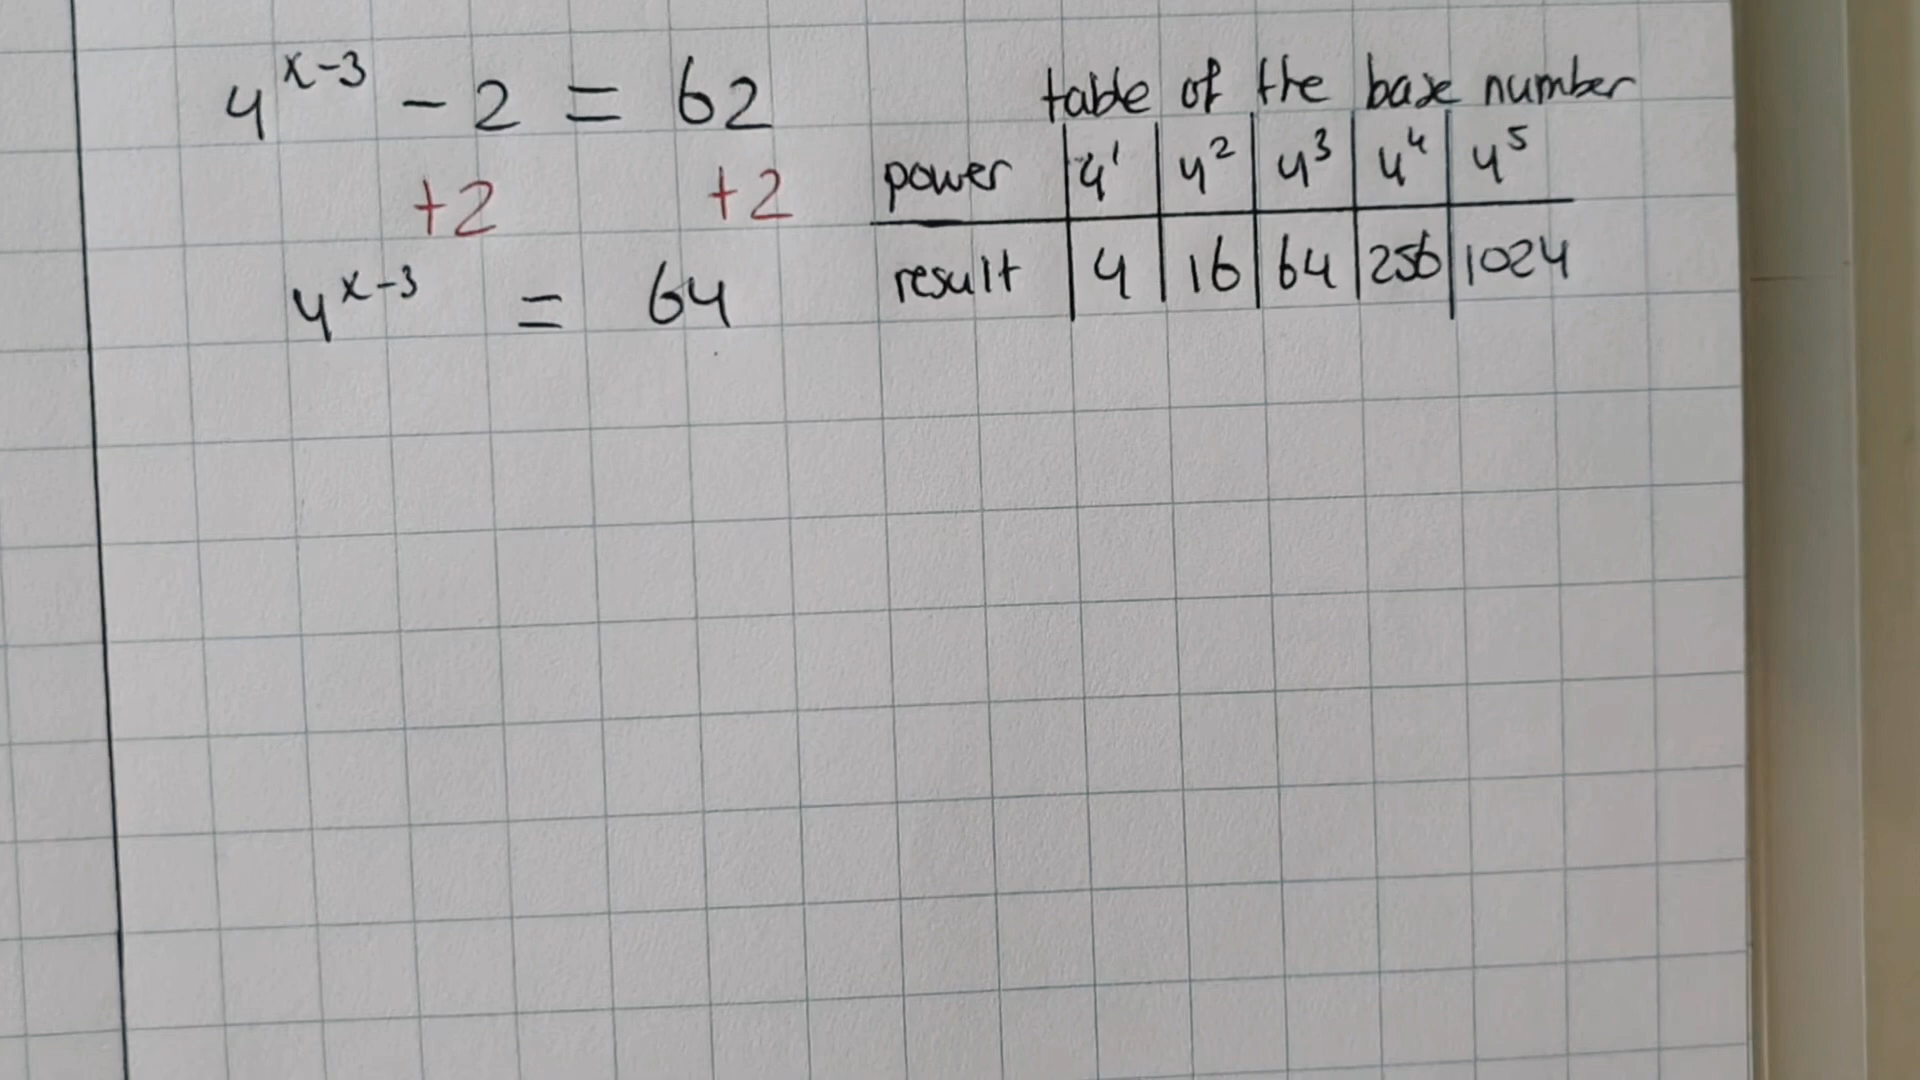 4^(x-3) - 2 = 62
+2 +2
4^(x-3) = 64
table of the base number
power | 4^1 | 4^2 | 4^3 | 4^4 | 4^5
result | 4 | 16 | 64 | 256 | 1024